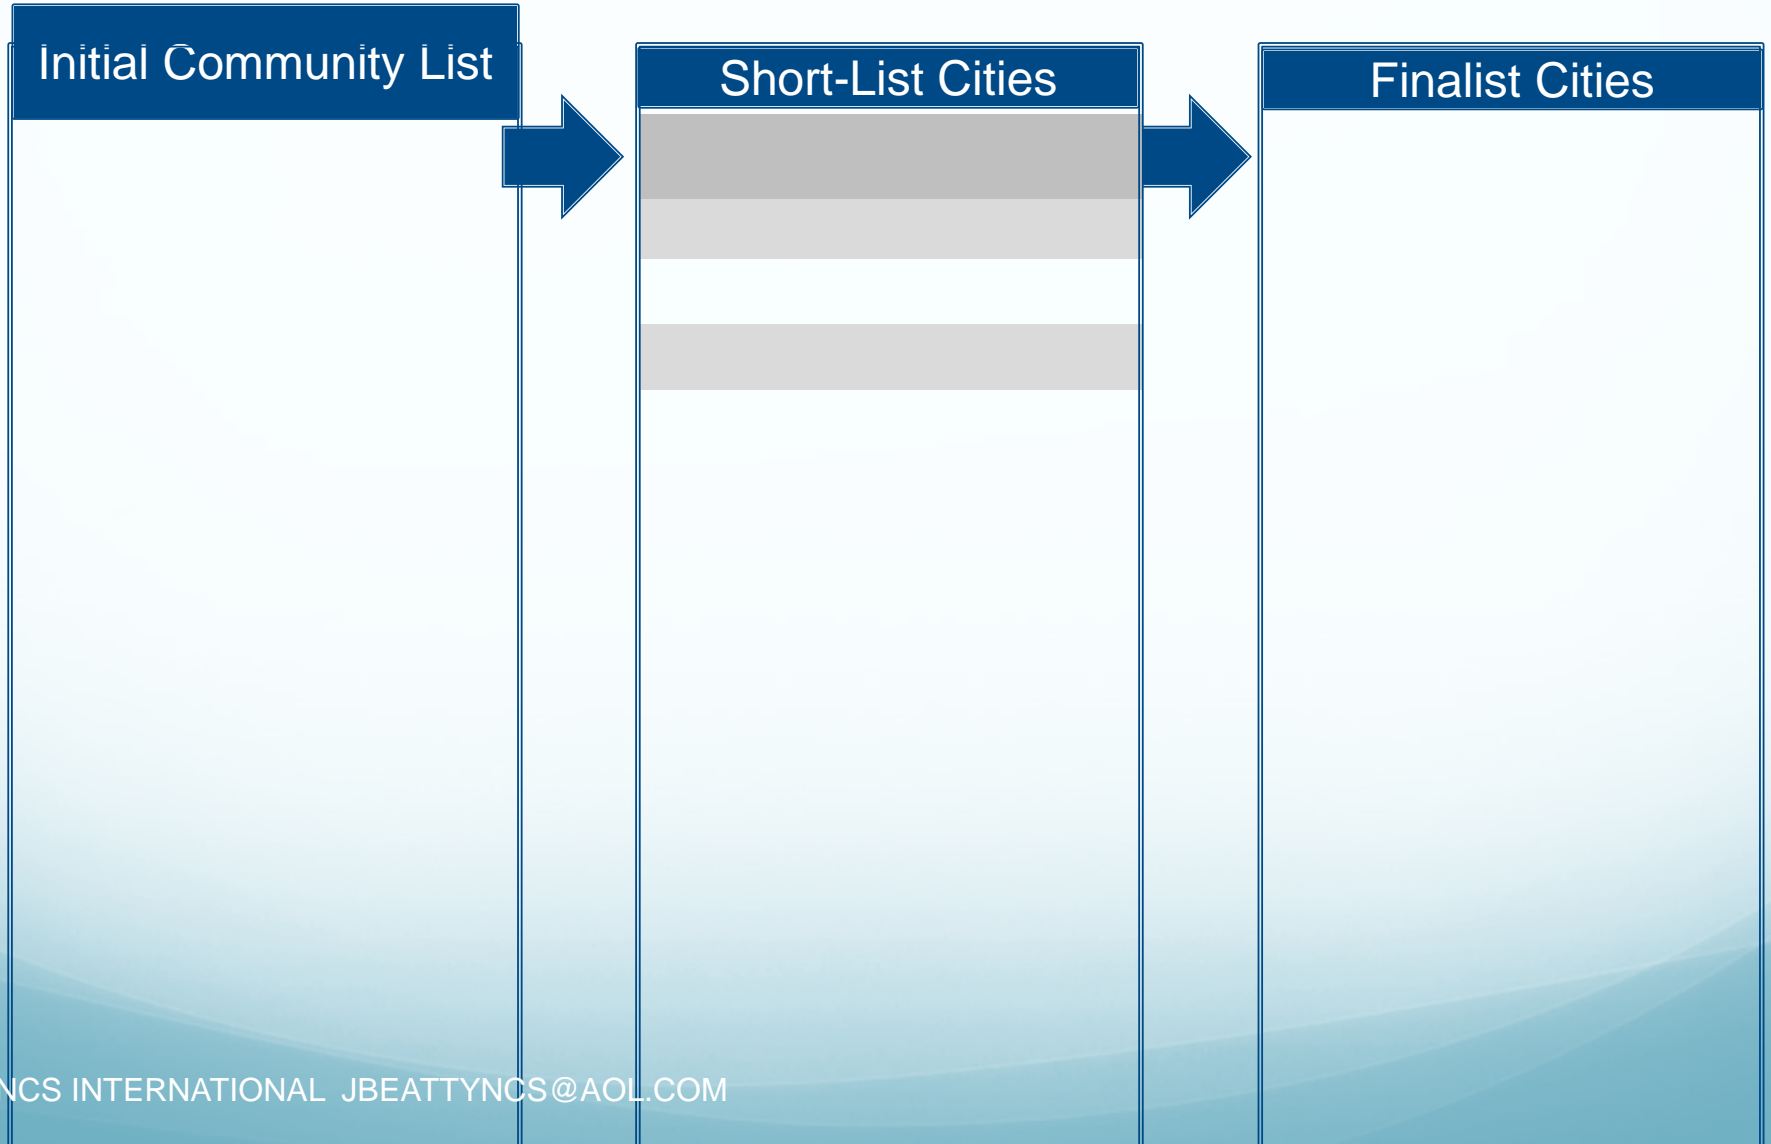 Initial Community List
Short-List Cities
Finalist Cities
NCS INTERNATIONAL JBEATTYNCS@AOL.COM